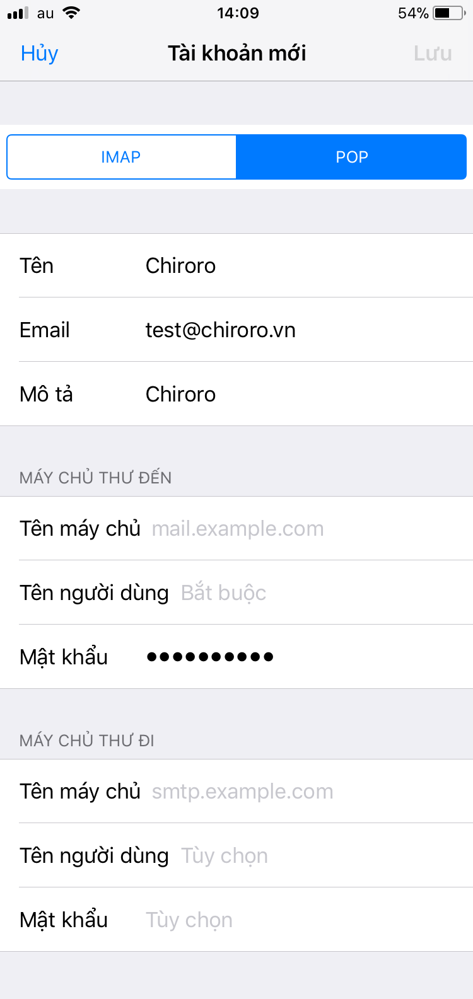 au 14:09 54%
Hủy Tài khoản mới Lưu
IMAP POP
Tên Chiroro
Email test@chiroro.vn
Mô tả Chiroro
MÁY CHỦ THƯ ĐẾN
Tên máy chủ mail.example.com
Tên người dùng Bắt buộc
Mật khẩu ••••••••••
MÁY CHỦ THƯ ĐI
Tên máy chủ smtp.example.com
Tên người dùng Tùy chọn
Mật khẩu Tùy chọn